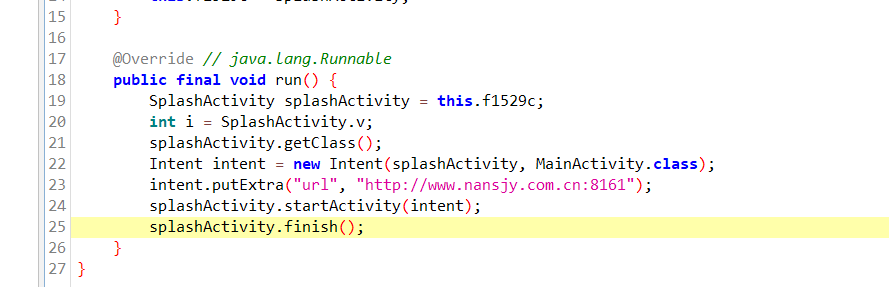 15 }
16
17 @Override // java.lang.Runnable
18 public final void run() {
19 SplashActivity splashActivity = this.f1529c;
20 int i = SplashActivity.v;
21 splashActivity.getClass();
22 Intent intent = new Intent(splashActivity, MainActivity.class);
23 intent.putExtra("url", "http://www.nansjy.com.cn:8161");
24 splashActivity.startActivity(intent);
25 splashActivity.finish();
26 }
27 }